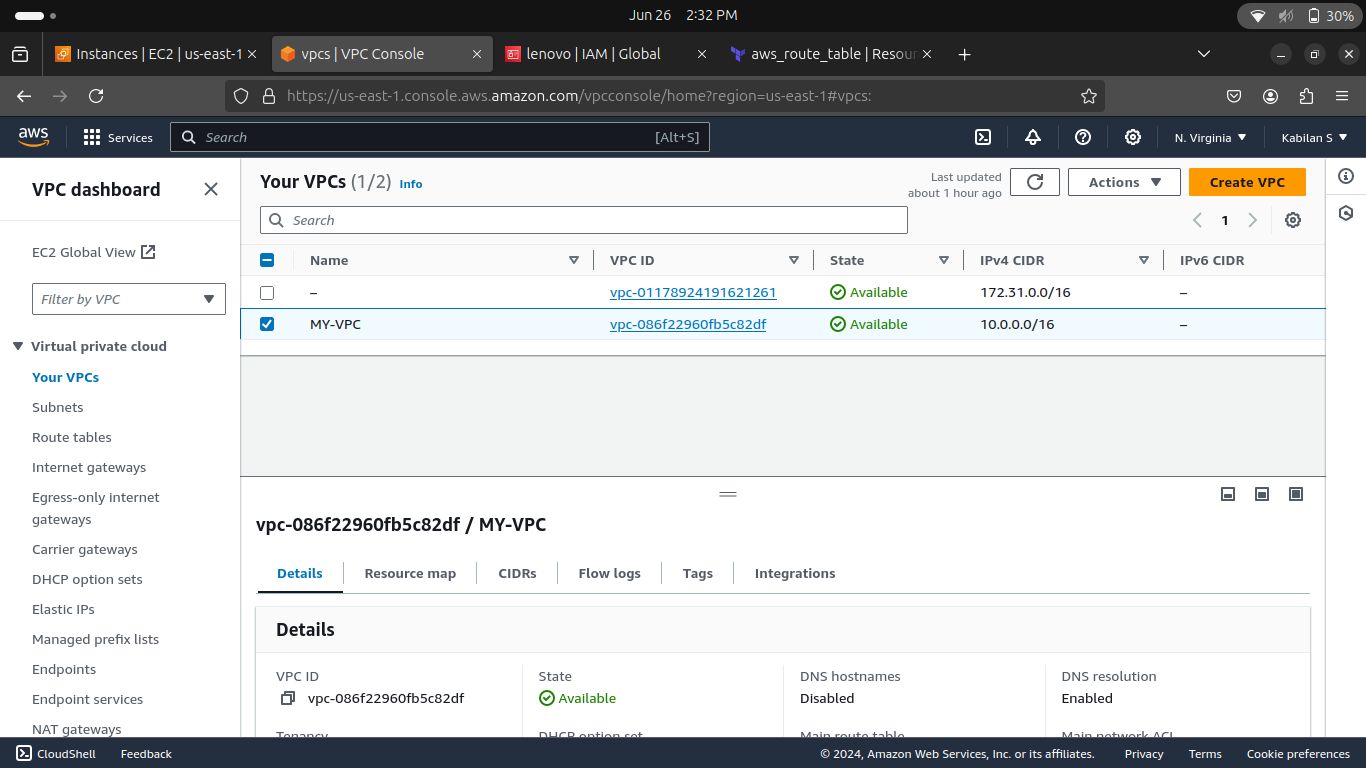 Jun 26 2:32 PM
30%
Instances | EC2 | us-east-1
vpcs | VPC Console
lenovo | IAM | Global
aws_route_table | Resour
https://us-east-1.console.aws.amazon.com/vpcconsole/home?region=us-east-1#vpcs:
aws
Services
Search
[Alt+S]
N. Virginia
Kabilan S
VPC dashboard
EC2 Global View
Filter by VPC
Virtual private cloud
Your VPCs
Subnets
Route tables
Internet gateways
Egress-only internet
gateways
Carrier gateways
DHCP option sets
Elastic IPs
Managed prefix lists
Endpoints
Endpoint services
NAT gateways
Your VPCs (1/2) Info
Last updated
about 1 hour ago
Actions
Create VPC
Search
1
Name VPC ID State IPv4 CIDR IPv6 CIDR
– vpc-01178924191621261 Available 172.31.0.0/16 –
MY-VPC vpc-086f22960fb5c82df Available 10.0.0.0/16 –
vpc-086f22960fb5c82df / MY-VPC
Details Resource map CIDRs Flow logs Tags Integrations
Details
VPC ID State DNS hostnames DNS resolution
vpc-086f22960fb5c82df Available Disabled Enabled
Tenancy DHCP option set Main route table Main network ACL
CloudShell Feedback © 2024, Amazon Web Services, Inc. or its affiliates. Privacy Terms Cookie preferences